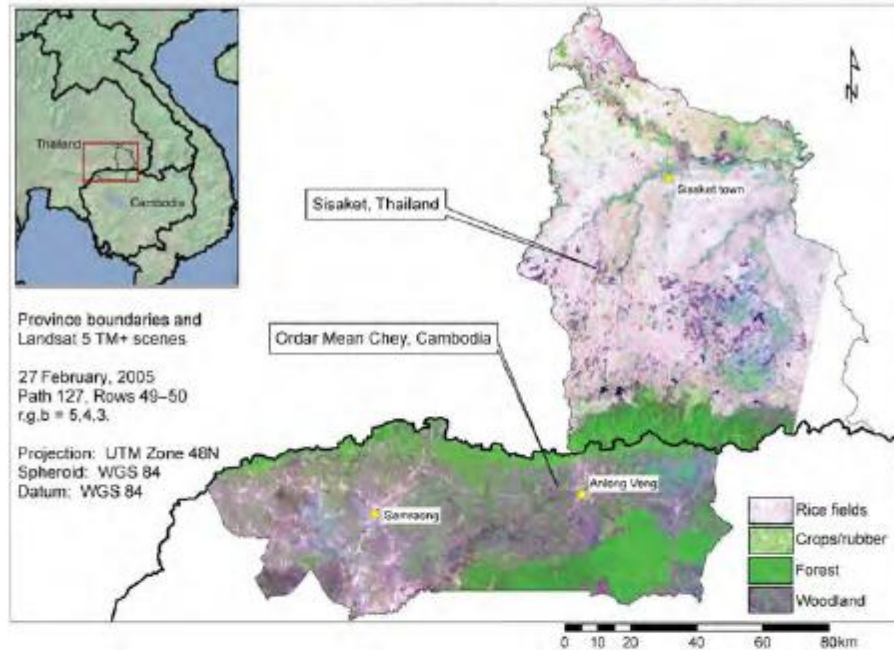 Thailand
Cambodia
Sisaket town
Sisaket, Thailand
Province boundaries and
Landsat 5 TM+ scenes
Ordar Mean Chey, Cambodia
27 February, 2005
Path 127, Rows 49–50
r.g.b = 5,4,3.
Projection: UTM Zone 48N
Spheroid: WGS 84
Datum: WGS 84
Anlong Veng
Samraong
Rice fields
Crops/rubber
Forest
Woodland
0 10 20 40 60 80km
N